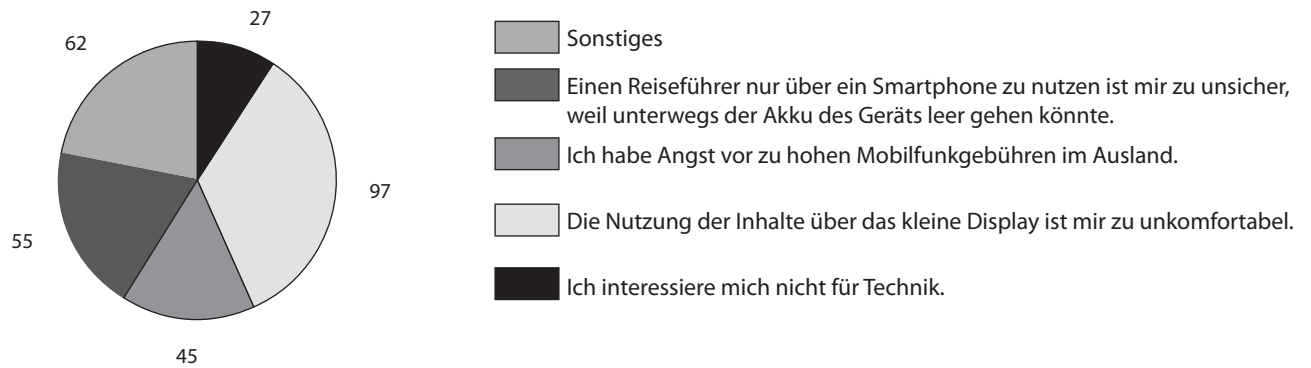 27
62
97
55
45
Sonstiges
Einen Reiseführer nur über ein Smartphone zu nutzen ist mir zu unsicher,
weil unterwegs der Akku des Geräts leer gehen könnte.
Ich habe Angst vor zu hohen Mobilfunkgebühren im Ausland.
Die Nutzung der Inhalte über das kleine Display ist mir zu unkomfortabel.
Ich interessiere mich nicht für Technik.